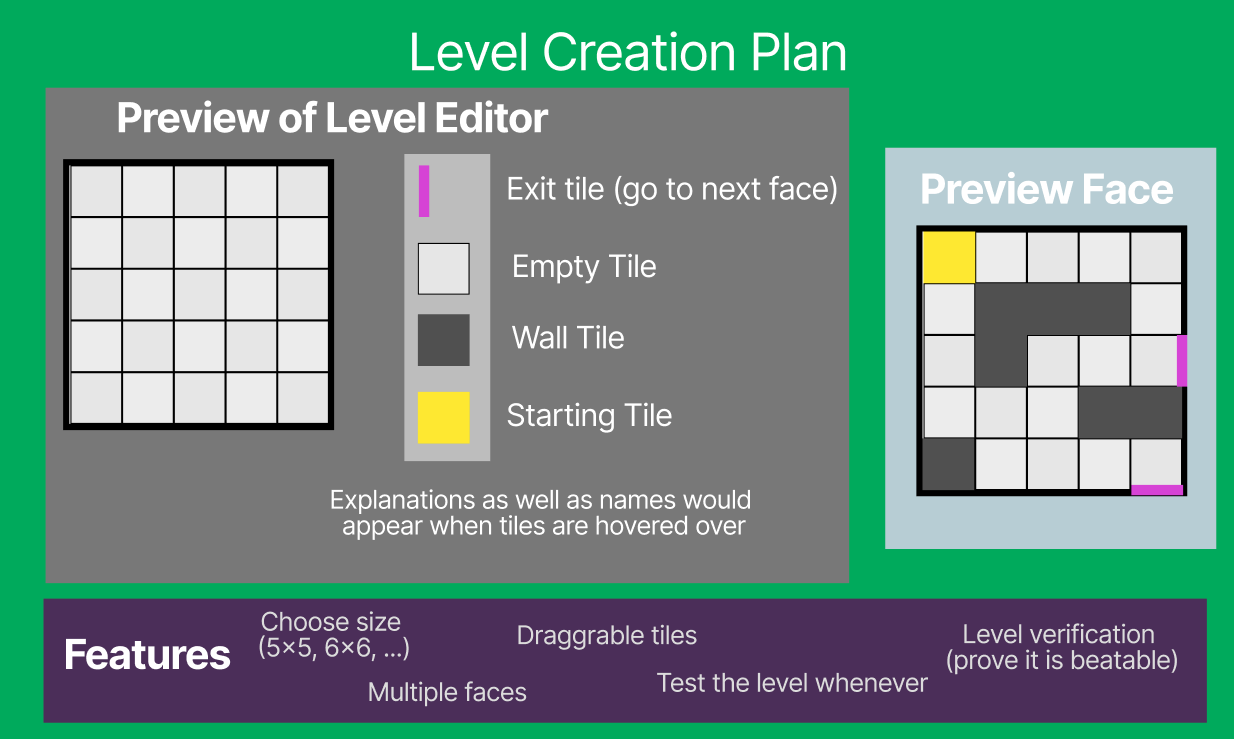 Level Creation Plan
Preview of Level Editor
Exit tile (go to next face)
Empty Tile
Wall Tile
Starting Tile
Explanations as well as names would
appear when tiles are hovered over
Preview Face
Features
Choose size
(5×5, 6×6, ...)
Multiple faces
Draggrable tiles
Test the level whenever
Level verification
(prove it is beatable)